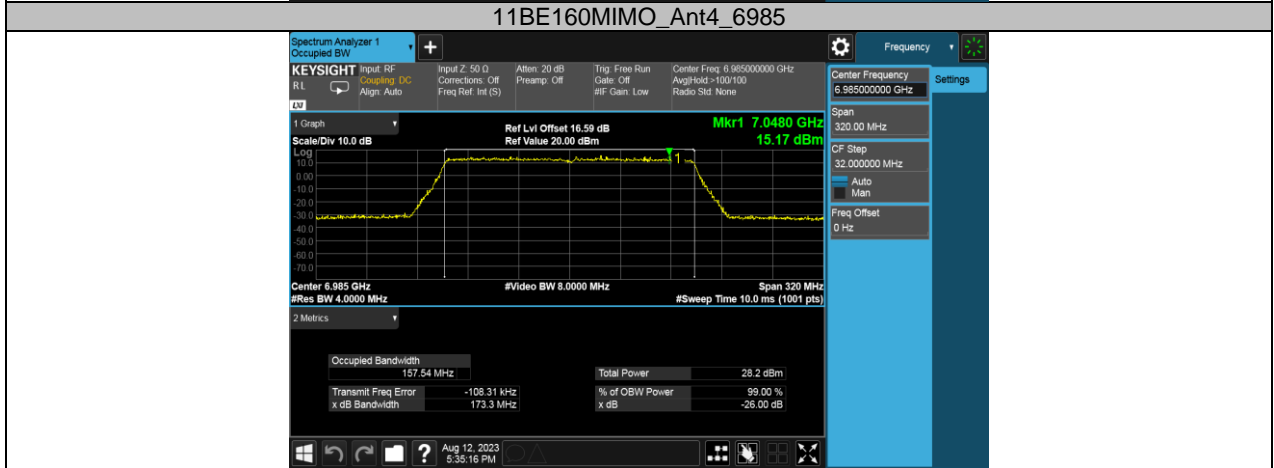 11BE160MIMO_Ant4_6985
Spectrum Analyzer 1
Occupied BW
+
Frequency
KEYSIGHT Input: RF Input Z: 50 Ω Atten: 20 dB Trig: Free Run Center Freq: 6.985000000 GHz
RL Coupling: DC Corrections: Off Preamp: Off Gate: Off Avg|Hold:>100/100
Align: Auto Freq Ref: Int (S) #IF Gain: Low Radio Std: None
LXI
Center Frequency
6.985000000 GHz
Settings
Span
320.00 MHz
CF Step
32.000000 MHz
Auto
Man
Freq Offset
0 Hz
1 Graph
Ref Lvl Offset 16.59 dB
Mkr1 7.0480 GHz
Scale/Div 10.0 dB Ref Value 20.00 dBm 15.17 dBm
Log
10.0
0.00
-10.0
-20.0
-30.0
-40.0
-50.0
-60.0
-70.0
1
Center 6.985 GHz #Video BW 8.0000 MHz Span 320 MHz
#Res BW 4.0000 MHz #Sweep Time 10.0 ms (1001 pts)
2 Metrics
Occupied Bandwidth
157.54 MHz Total Power 28.2 dBm
Transmit Freq Error -108.31 kHz % of OBW Power 99.00 %
x dB Bandwidth 173.3 MHz x dB -26.00 dB
? Aug 12, 2023
5:35:16 PM